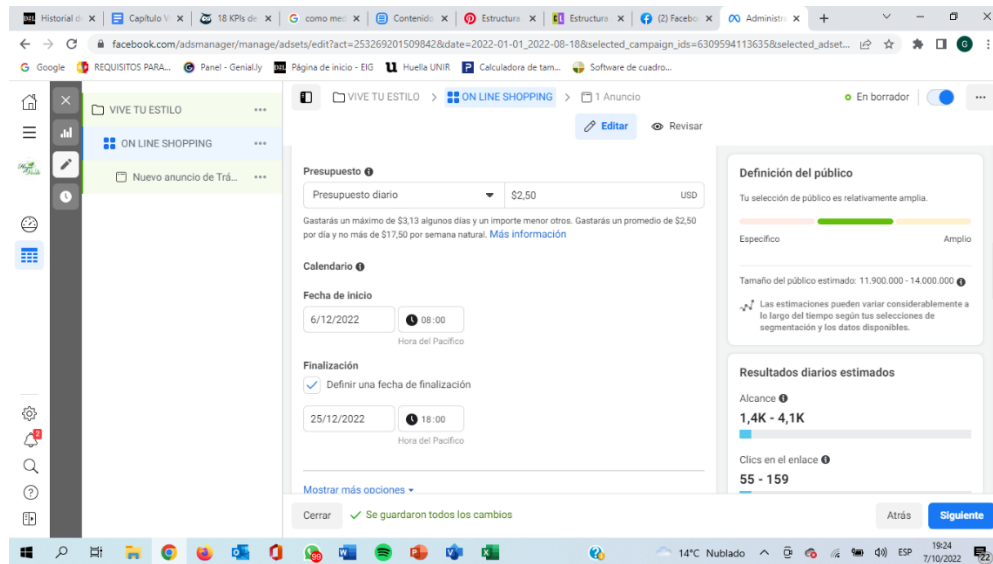 Historial d
Capítulo V
18 KPIs de
como med
Contenido
Estructura
Estructura
(2) Facebo
Administra
facebook.com/adsmanager/manage/adsets/edit?act=253269201509842&date=2022-01-01_2022-08-18&selected_campaign_ids=6309594113635&selected_adset...
Google
REQUISITOS PARA...
Panel - Genial.ly
Página de inicio - EIG
Huella UNIR
Calculadora de tam...
Software de cuadro...
VIVE TU ESTILO
ON LINE SHOPPING
Nuevo anuncio de Trá...
VIVE TU ESTILO > ON LINE SHOPPING > 1 Anuncio
En borrador
Editar
Revisar
Presupuesto
Presupuesto diario
$2,50 USD
Gastarás un máximo de $3,13 algunos días y un importe menor otros. Gastarás un promedio de $2,50
por día y no más de $17,50 por semana natural. Más información
Calendario
Fecha de inicio
6/12/2022 08:00
Hora del Pacífico
Finalización
Definir una fecha de finalización
25/12/2022 18:00
Hora del Pacífico
Mostrar más opciones
Definición del público
Tu selección de público es relativamente amplia.
Específico Amplio
Tamaño del público estimado: 11.900.000 - 14.000.000
Las estimaciones pueden variar considerablemente a
lo largo del tiempo según tus selecciones de
segmentación y los datos disponibles.
Resultados diarios estimados
Alcance
1,4K - 4,1K
Clics en el enlace
55 - 159
Cerrar
Se guardaron todos los cambios
Atrás
Siguiente
14°C Nublado
ESP
19:24
7/10/2022
22